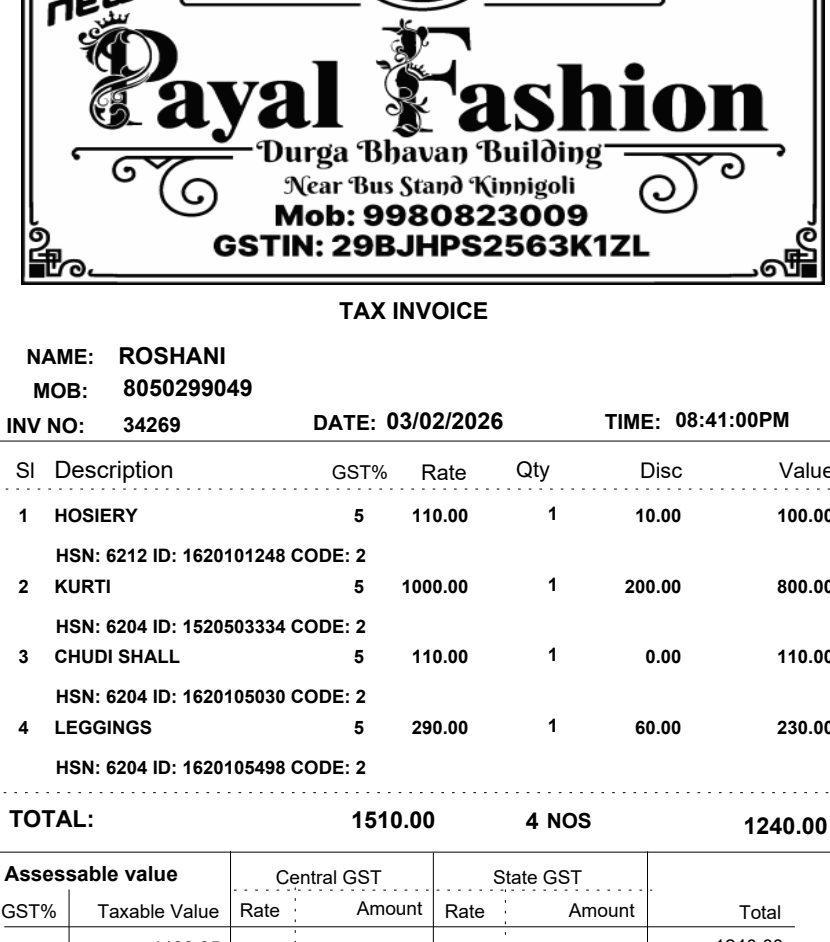 new
Payal Fashion
Durga Bhavan Building
Near Bus Stand Kinnigoli
Mob: 9980823009
GSTIN: 29BJHPS2563K1ZL
TAX INVOICE
NAME: ROSHANI
MOB: 8050299049
INV NO: 34269 DATE: 03/02/2026 TIME: 08:41:00PM
Sl Description GST% Rate Qty Disc Value
1 HOSIERY 5 110.00 1 10.00 100.00
HSN: 6212 ID: 1620101248 CODE: 2
2 KURTI 5 1000.00 1 200.00 800.00
HSN: 6204 ID: 1520503334 CODE: 2
3 CHUDI SHALL 5 110.00 1 0.00 110.00
HSN: 6204 ID: 1620105030 CODE: 2
4 LEGGINGS 5 290.00 1 60.00 230.00
HSN: 6204 ID: 1620105498 CODE: 2
TOTAL: 1510.00 4 NOS 1240.00
Assessable value Central GST State GST
GST% Taxable Value Rate Amount Rate Amount Total